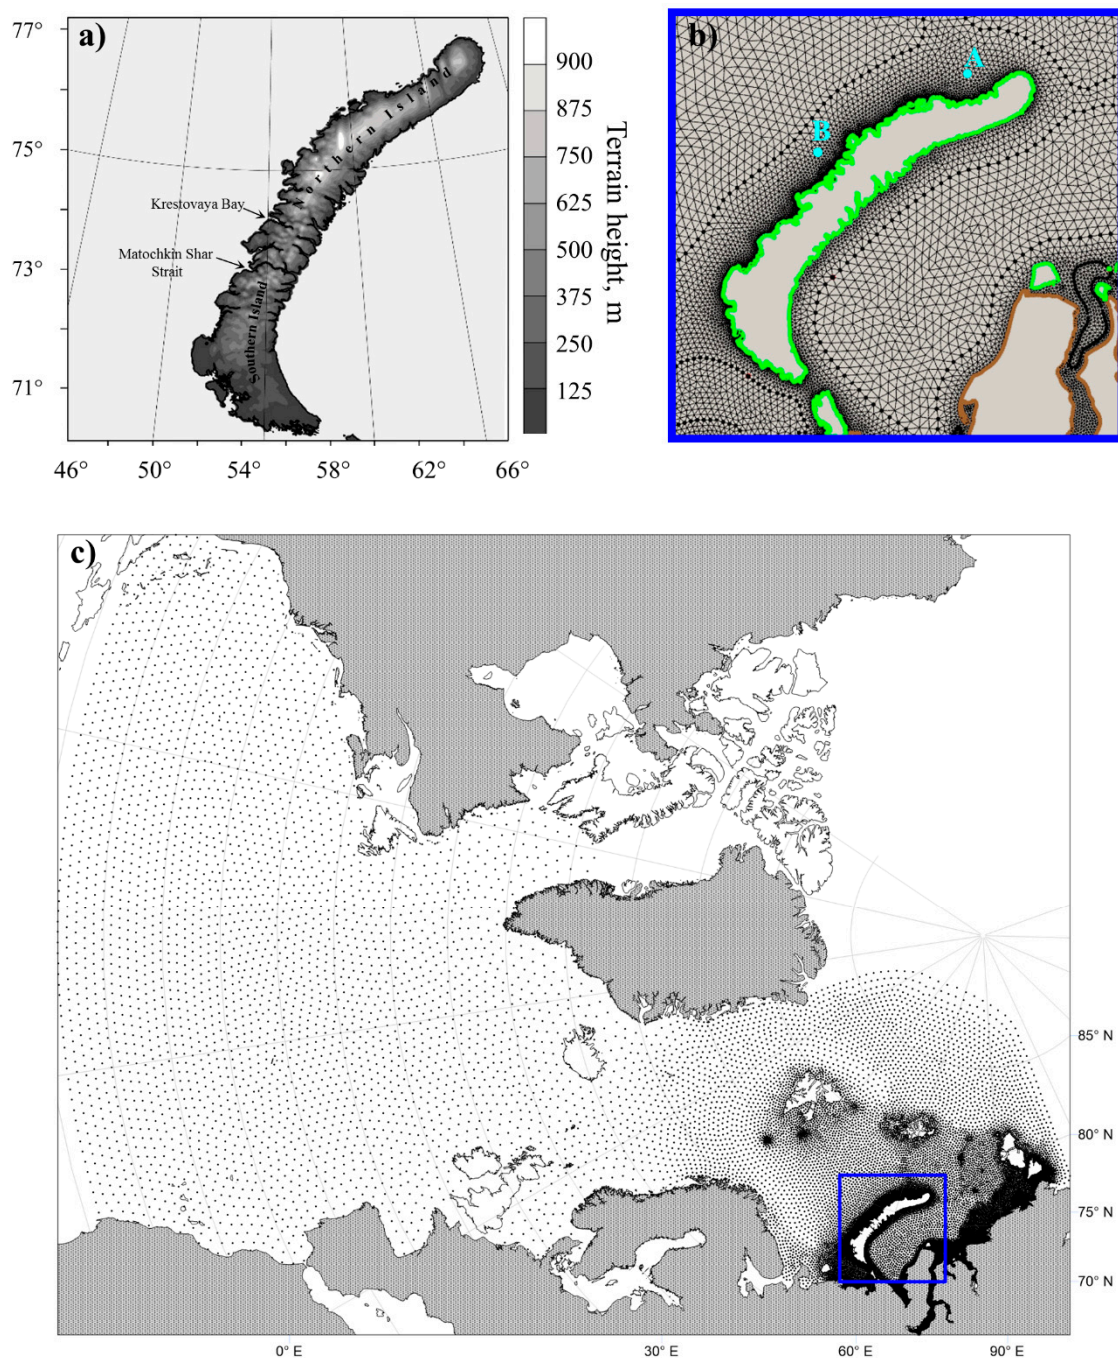 a)
77°
75°
73°
71°
46°
50°
54°
58°
62°
66°
Northern Island
Krestovaya Bay
Matochkin Shar
Strait
Southern Island
900
875
750
625
500
375
250
125
Terrain height, m
b)
A
B
c)
85° N
80° N
75° N
70° N
0° E
30° E
60° E
90° E